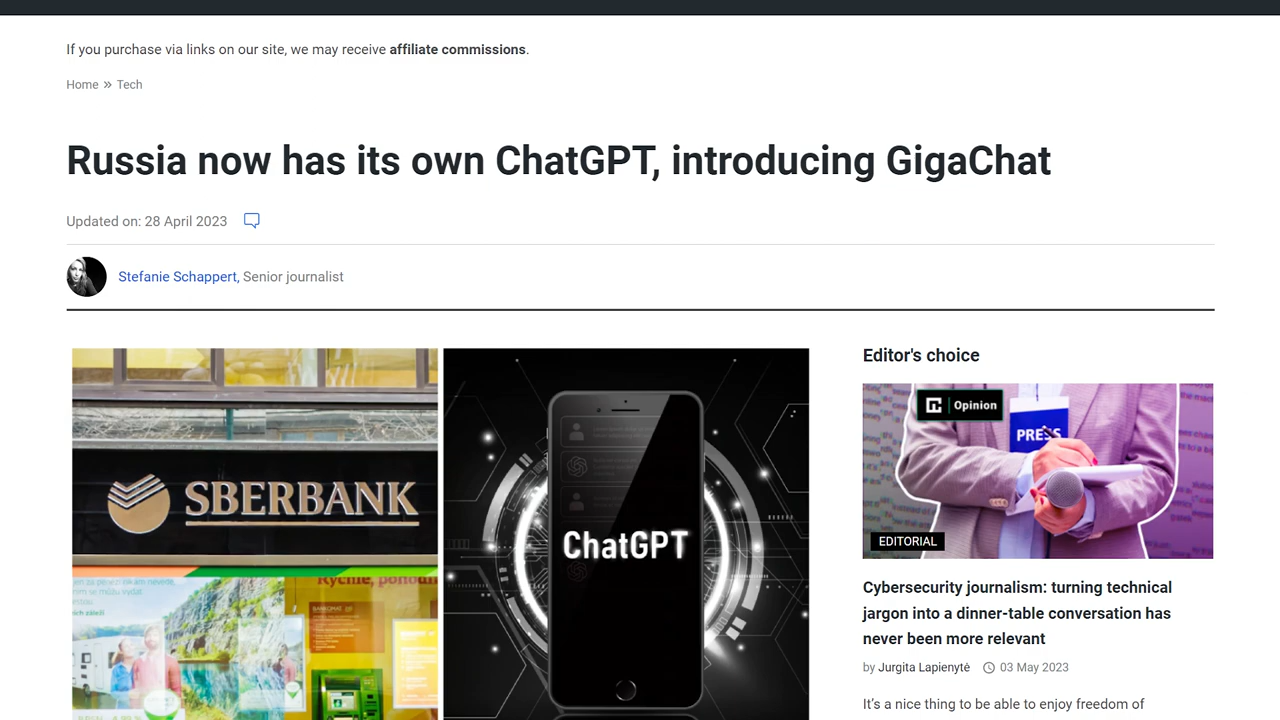 If you purchase via links on our site, we may receive affiliate commissions.
Home » Tech
Russia now has its own ChatGPT, introducing GigaChat
Updated on: 28 April 2023
Stefanie Schappert, Senior journalist
SBERBANK
ChatGPT
Editor's choice
Opinion
PRESS
EDITORIAL
Cybersecurity journalism: turning technical
jargon into a dinner-table conversation has
never been more relevant
by Jurgita Lapienytė 03 May 2023
It's a nice thing to be able to enjoy freedom of